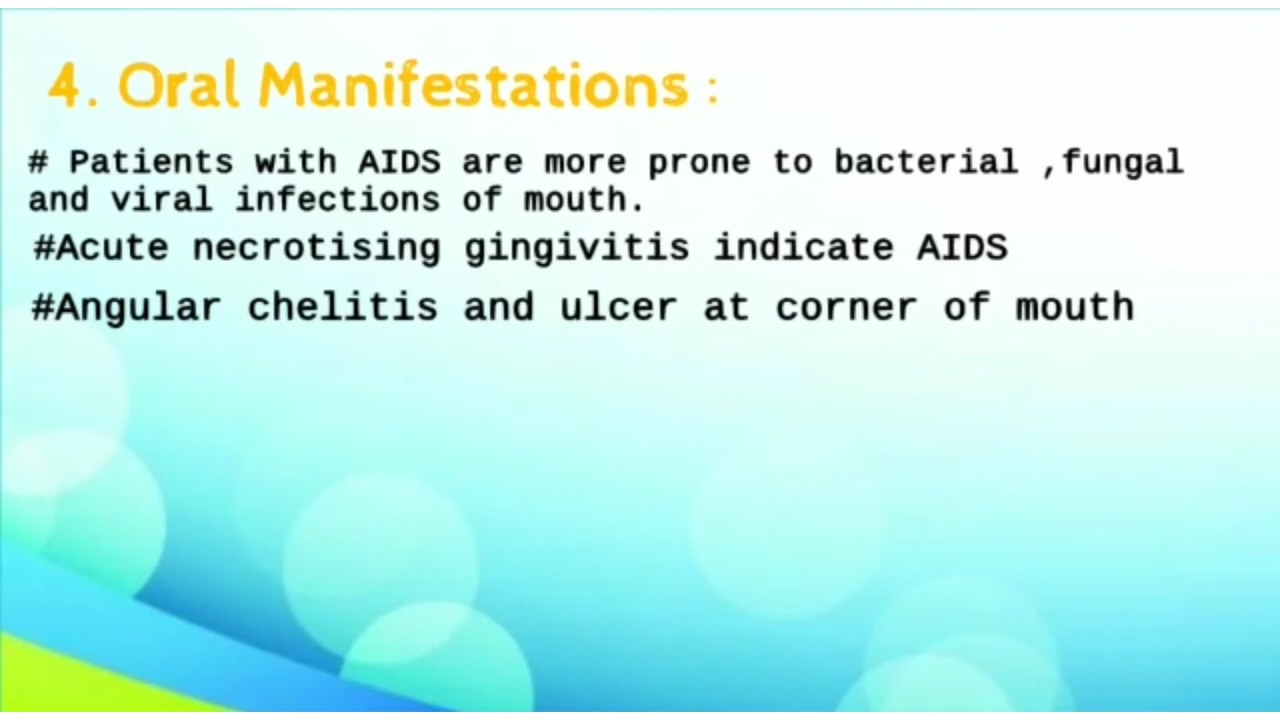 4. Oral Manifestations :
# Patients with AIDS are more prone to bacterial ,fungal
and viral infections of mouth.
#Acute necrotising gingivitis indicate AIDS
#Angular chelitis and ulcer at corner of mouth